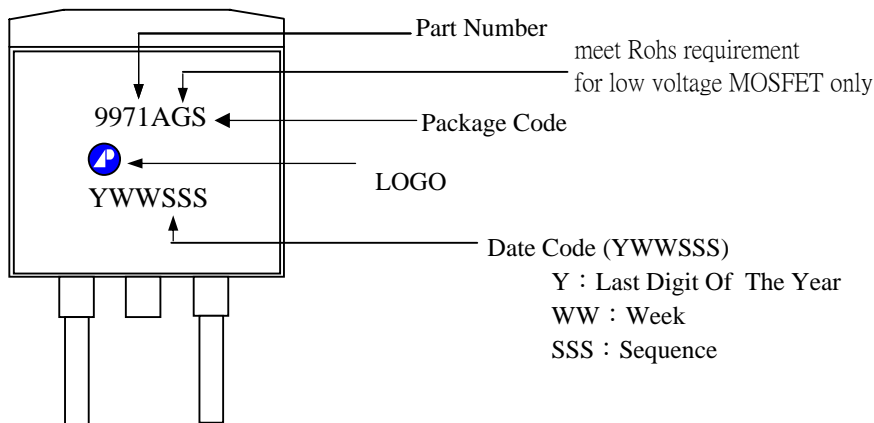 Part Number
meet Rohs requirement
for low voltage MOSFET only
9971AGS
Package Code
LOGO
YWWSSS
Date Code (YWWSSS)
Y：Last Digit Of The Year
WW：Week
SSS：Sequence